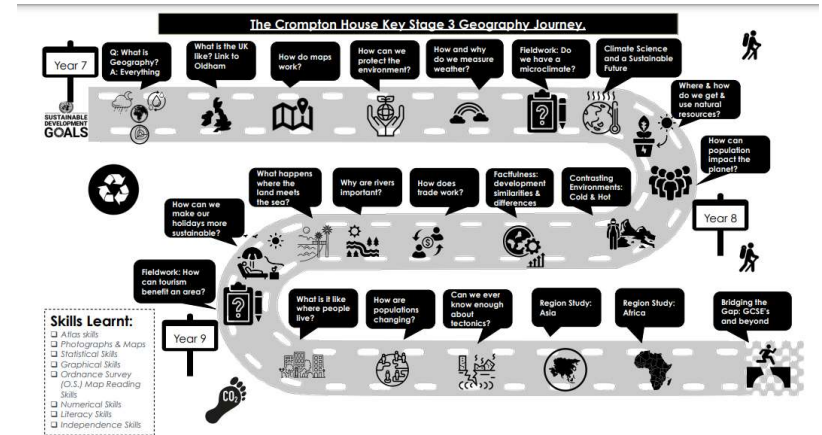 The Crompton House Key Stage 3 Geography Journey.
Year 7
Q: What is
Geography?
A: Everything
What is the UK
like? Link to
Oldham
How do maps
work?
How can we
protect the
environment?
How and why
do we measure
weather?
Fieldwork: Do
we have a
microclimate?
Climate Science
and a Sustainable
Future
Where & how
do we get &
use natural
resources?
SUSTAINABLE
DEVELOPMENT
GOALS
How can
population
impact the
planet?
Year 8
Contrasting
Environments:
Cold & Hot
Factfulness:
development
similarities &
differences
How does
trade work?
Why are rivers
important?
What happens
where the
land meets
the sea?
How can we
make our
holidays more
sustainable?
Fieldwork: How
can tourism
benefit an area?
Year 9
What is it like
where people
live?
How are
populations
changing?
Can we ever
know enough
about
tectonics?
Region Study:
Asia
Region Study:
Africa
Bridging the
Gap: GCSE's
and beyond
Skills Learnt:
Atlas skills
Photographs & Maps
Statistical Skills
Graphical Skills
Ordnance Survey
(O.S.) Map Reading
Skills
Numerical Skills
Literacy Skills
Independence Skills
CO2